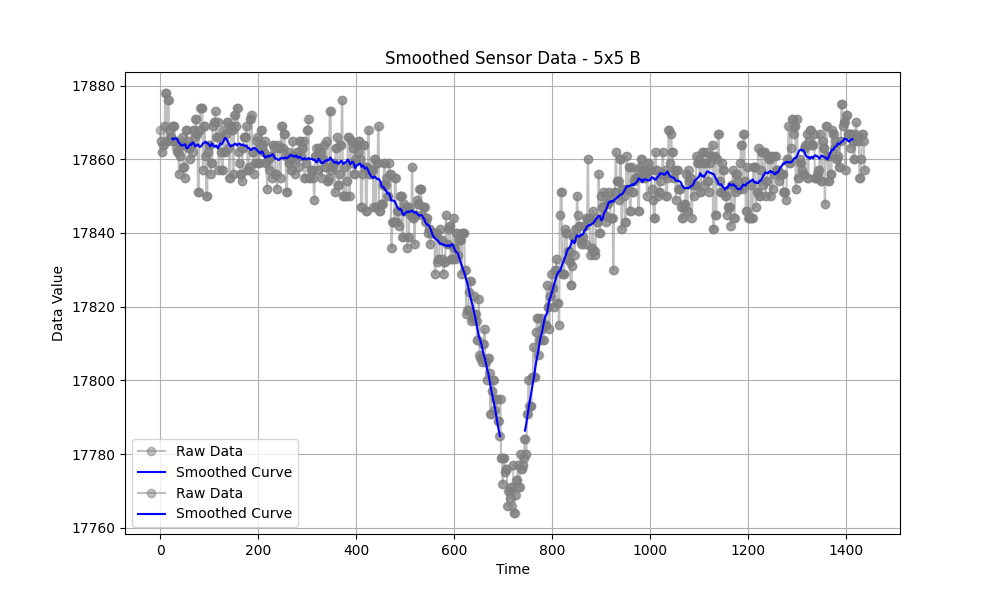 Smoothed Sensor Data - 5x5 B
17880
17860
17840
17820
17800
17780
17760
Data Value
Raw Data
Smoothed Curve
Raw Data
Smoothed Curve
0 200 400 600 800 1000 1200 1400
Time